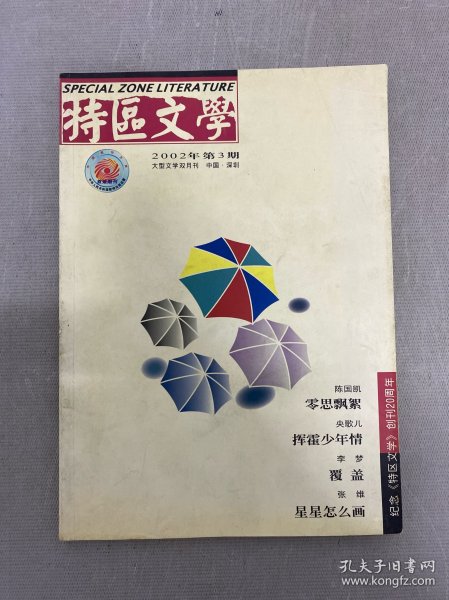 SPECIAL ZONE LITERATURE
特區文學
2002年第3期
大型文学双月刊 中国·深圳
陈国凯
零思飘絮
央歌儿
挥霍少年情
李梦
覆盖
张雄
星星怎么画
纪念《特区文学》创刊20周年
孔夫子旧书网
www.kongfz.com